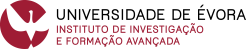 UNIVERSIDADE DE ÉVORA
INSTITUTO DE INVESTIGAÇÃO
E FORMAÇÃO AVANÇADA